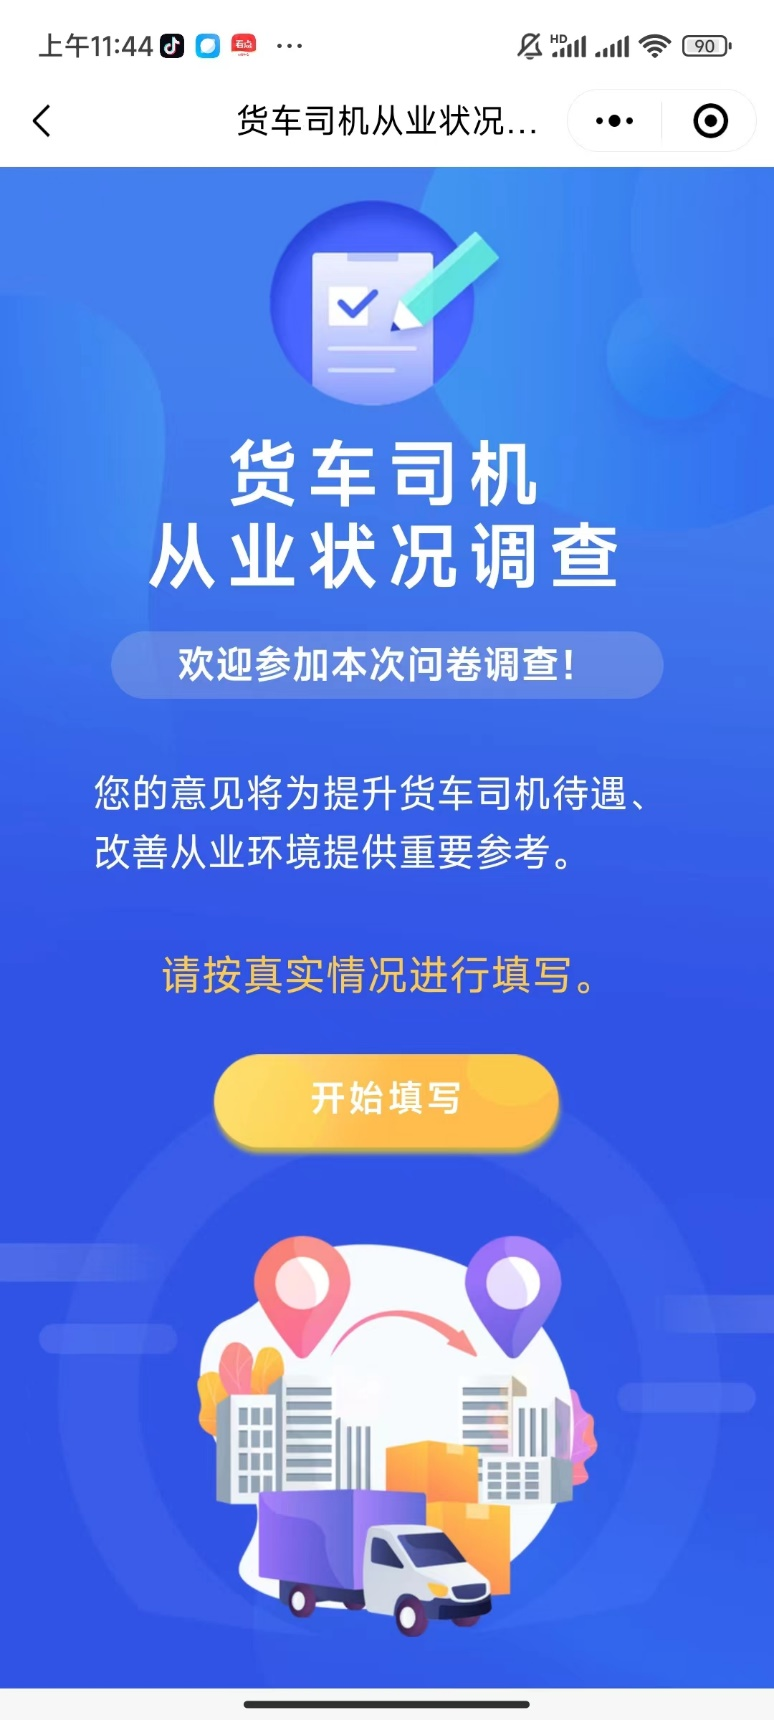 上午11:44
看点
HD
90
货车司机从业状况...
货车司机
从业状况调查
欢迎参加本次问卷调查!
您的意见将为提升货车司机待遇、
改善从业环境提供重要参考。
请按真实情况进行填写。
开始填写